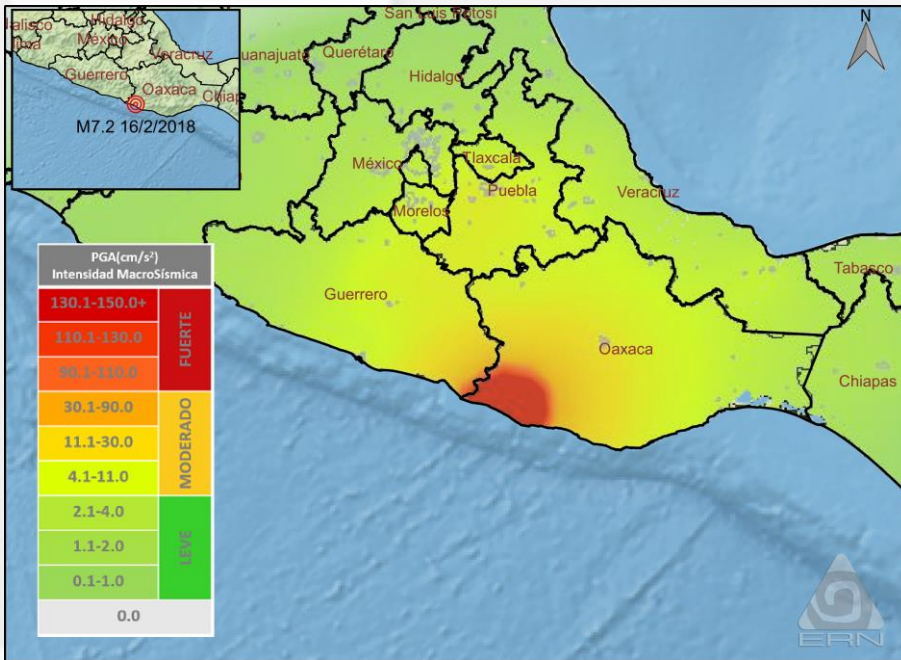 San Luis Potosí
Hidalgo
Jalisco
México
Veracruz
Guerrero
Oaxaca
Chiap
M7.2 16/2/2018
N
Guanajuato
Querétaro
Hidalgo
México
Tlaxcala
Puebla
Morelos
Veracruz
Tabasco
Guerrero
Oaxaca
Chiapas
PGA(cm/s²)
Intensidad MacroSísmica
130.1-150.0+
110.1-130.0
90.1-110.0
FUERTE
30.1-90.0
11.1-30.0
4.1-11.0
MODERADO
2.1-4.0
1.1-2.0
0.1-1.0
LEVE
0.0
ERN